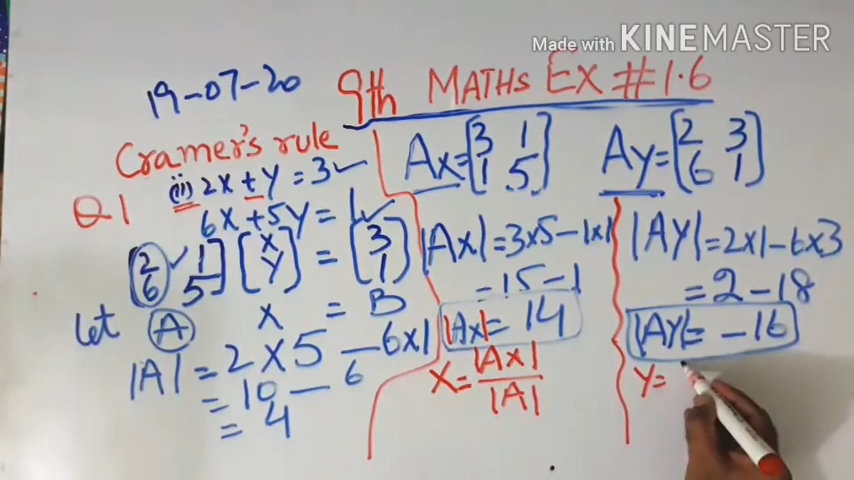 Made with KINEMASTER
19-07-20
9th MATHS EX #1.6
Cramer's rule
Q1 (ii) 2x + y = 3
6x + 5y = 1
[2 1; 6 5] [x; y] = [3; 1]
Let A x = B
|A| = 2 × 5 - 6×1
= 10 - 6
= 4
Ax = [3 1; 1 5]
|Ax| = 3×5 - 1×1
= 15 - 1
|Ax| = 14
x = |Ax| / |A|
Ay = [2 3; 6 1]
|AY| = 2×1 - 6×3
= 2 - 18
|AY| = -16
Y =